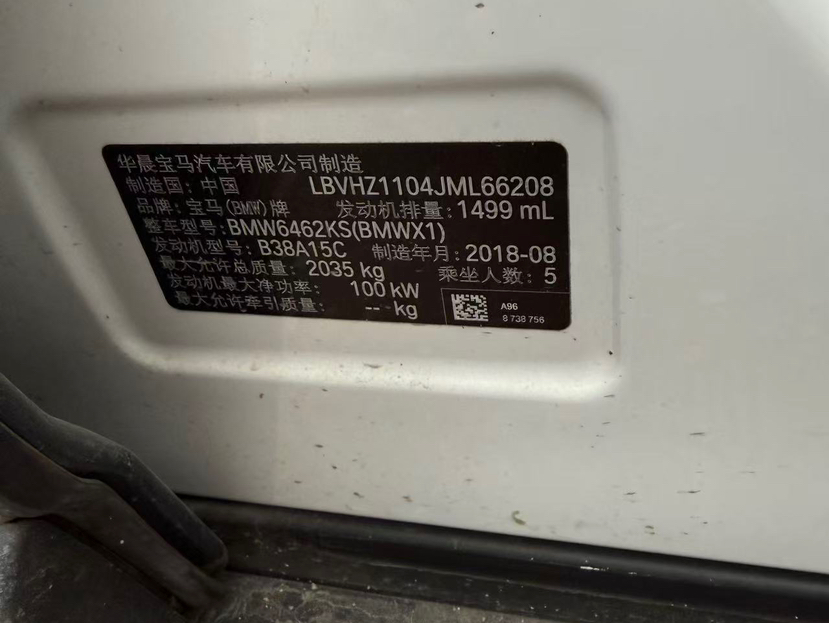 华晨宝马汽车有限公司制造
制造国: 中国 LBVHZ1104JML66208
品牌: 宝马(BMW)牌 发动机排量: 1499 mL
整车型号: BMW6462KS(BMWX1)
发动机型号: B38A15C 制造年月: 2018-08
最大允许总质量: 2035 kg 乘坐人数: 5
发动机最大净功率: 100 kW
最大允许牵引质量: -- kg
A96
8 738 756